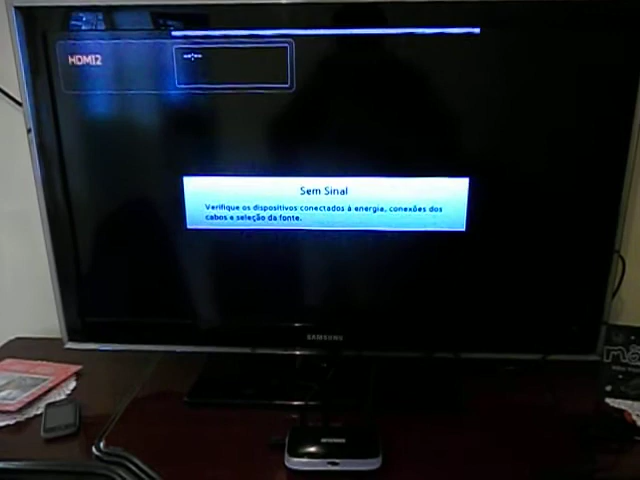 HDMI2
--:--
Sem Sinal
Verifique os dispositivos conectados à energia, conexões dos
cabos e seleção da fonte.
SAMSUNG